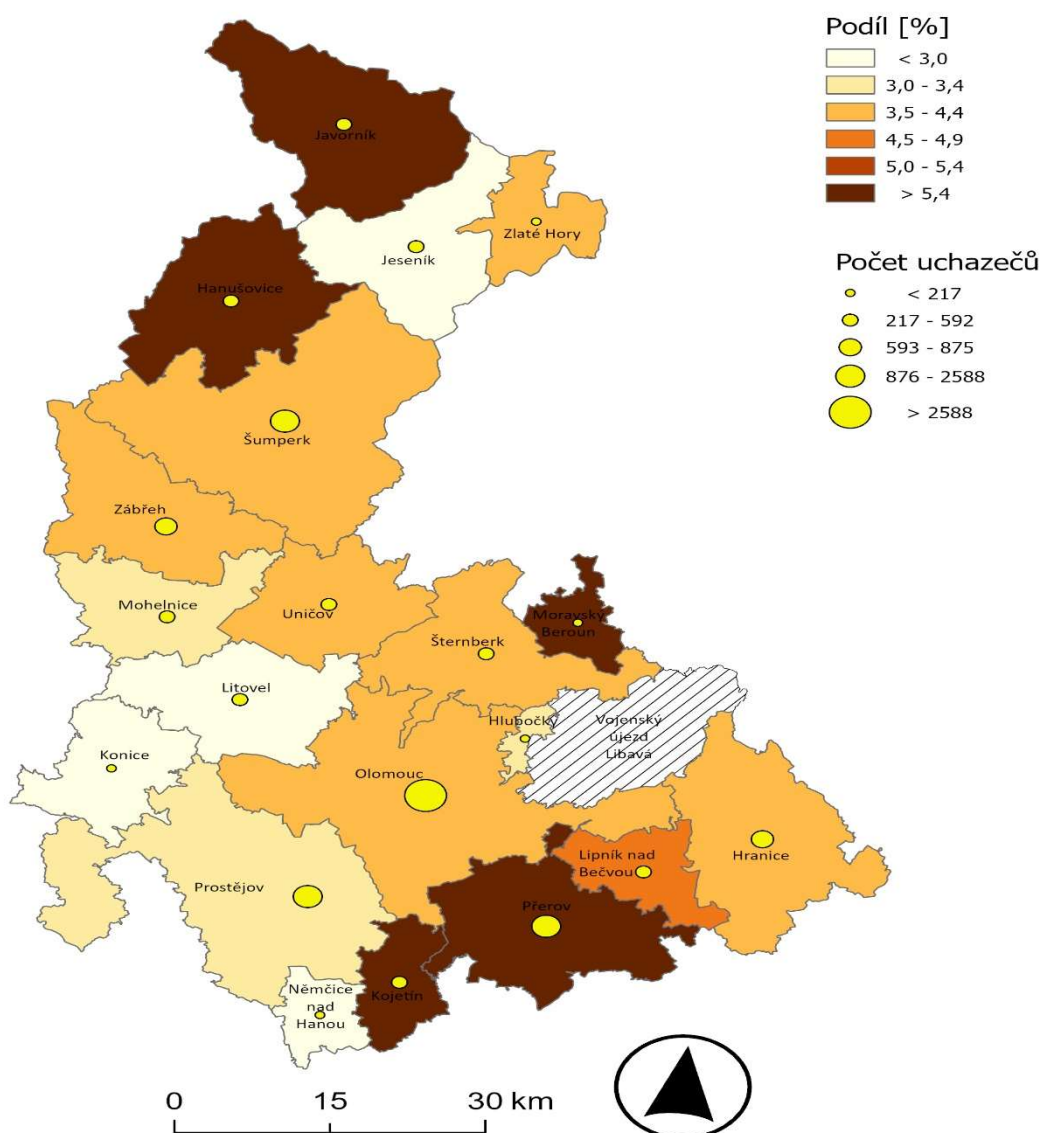 Podíl [%]
< 3,0
3,0 - 3,4
3,5 - 4,4
4,5 - 4,9
5,0 - 5,4
> 5,4
Počet uchazečů
< 217
217 - 592
593 - 875
876 - 2588
> 2588
Javorník
Zlaté Hory
Jeseník
Hanušovice
Šumperk
Zábřeh
Mohelnice
Uničov
Moravský
Beroun
Šternberk
Litovel
Hlubočky
Vojenský
újezd
Libavá
Konice
Olomouc
Lipník nad
Bečvou
Hranice
Prostějov
Přerov
Němčice
nad
Hanou
Kojetín
0 15 30 km